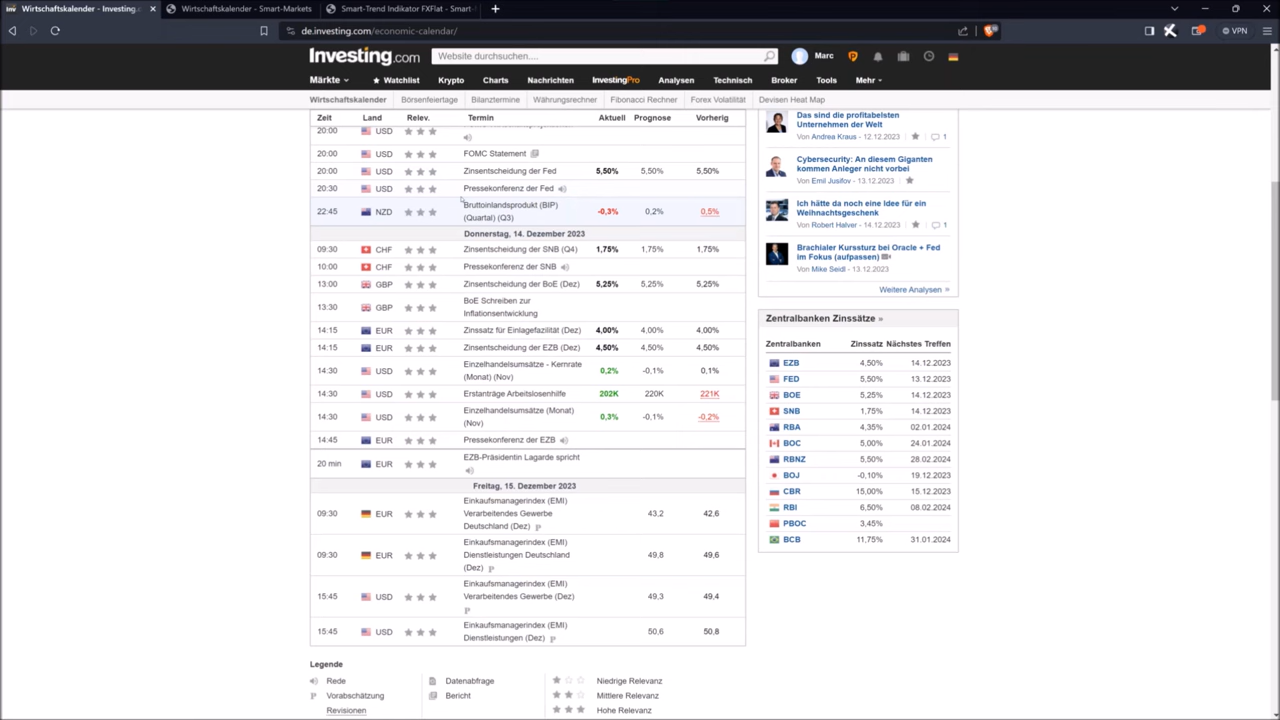 Wirtschaftskalender - Investing.c
Wirtschaftskalender - Smart-Markets
Smart-Trend Indikator FXFlat - Smart-
de.investing.com/economic-calendar/
VPN
Investing.com
Website durchsuchen....
Marc
Märkte
Watchlist
Krypto
Charts
Nachrichten
InvestingPro
Analysen
Technisch
Broker
Tools
Mehr
Wirtschaftskalender
Börsenfeiertage
Bilanztermine
Währungsrechner
Fibonacci Rechner
Forex Volatilität
Devisen Heat Map
Zeit Land Relev. Termin Aktuell Prognose Vorherig
20:00 USD
20:00 USD FOMC Statement
20:00 USD Zinsentscheidung der Fed 5,50% 5,50% 5,50%
20:30 USD Pressekonferenz der Fed
22:45 NZD Bruttoinlandsprodukt (BIP)
(Quartal) (Q3) -0,3% 0,2% 0,5%
Donnerstag, 14. Dezember 2023
09:30 CHF Zinsentscheidung der SNB (Q4) 1,75% 1,75% 1,75%
10:00 CHF Pressekonferenz der SNB
13:00 GBP Zinsentscheidung der BoE (Dez) 5,25% 5,25% 5,25%
13:30 GBP BoE Schreiben zur
Inflationsentwicklung
14:15 EUR Zinssatz für Einlagefazilität (Dez) 4,00% 4,00% 4,00%
14:15 EUR Zinsentscheidung der EZB (Dez) 4,50% 4,50% 4,50%
14:30 USD Einzelhandelsumsätze - Kernrate
(Monat) (Nov) 0,2% -0,1% 0,1%
14:30 USD Erstanträge Arbeitslosenhilfe 202K 220K 221K
14:30 USD Einzelhandelsumsätze (Monat)
(Nov) 0,3% -0,1% -0,2%
14:45 EUR Pressekonferenz der EZB
20 min EUR EZB-Präsidentin Lagarde spricht
Freitag, 15. Dezember 2023
09:30 EUR Einkaufsmanagerindex (EMI)
Verarbeitendes Gewerbe
Deutschland (Dez) P 43,2 42,6
09:30 EUR Einkaufsmanagerindex (EMI)
Dienstleistungen Deutschland
(Dez) P 49,8 49,6
15:45 USD Einkaufsmanagerindex (EMI)
Verarbeitendes Gewerbe (Dez)
P 49,3 49,4
15:45 USD Einkaufsmanagerindex (EMI)
Dienstleistungen (Dez) P 50,6 50,8
Legende
Rede
Datenabfrage
Niedrige Relevanz
P Vorabschätzung
Bericht
Mittlere Relevanz
Revisionen
Hohe Relevanz
Das sind die profitabelsten
Unternehmen der Welt
Von Andrea Kraus - 12.12.2023 1
Cybersecurity: An diesem Giganten
kommen Anleger nicht vorbei
Von Emil Jusifov - 13.12.2023
Ich hätte da noch eine Idee für ein
Weihnachtsgeschenk
Von Robert Halver - 14.12.2023 1
Brachialer Kurssturz bei Oracle + Fed
im Fokus (aufpassen)
Von Mike Seidl - 13.12.2023
Weitere Analysen »
Zentralbanken Zinssätze »
Zentralbanken Zinssatz Nächstes Treffen
EZB 4,50% 14.12.2023
FED 5,50% 13.12.2023
BOE 5,25% 14.12.2023
SNB 1,75% 14.12.2023
RBA 4,35% 02.01.2024
BOC 5,00% 24.01.2024
RBNZ 5,50% 28.02.2024
BOJ -0,10% 19.12.2023
CBR 15,00% 15.12.2023
RBI 6,50% 08.02.2024
PBOC 3,45%
BCB 11,75% 31.01.2024